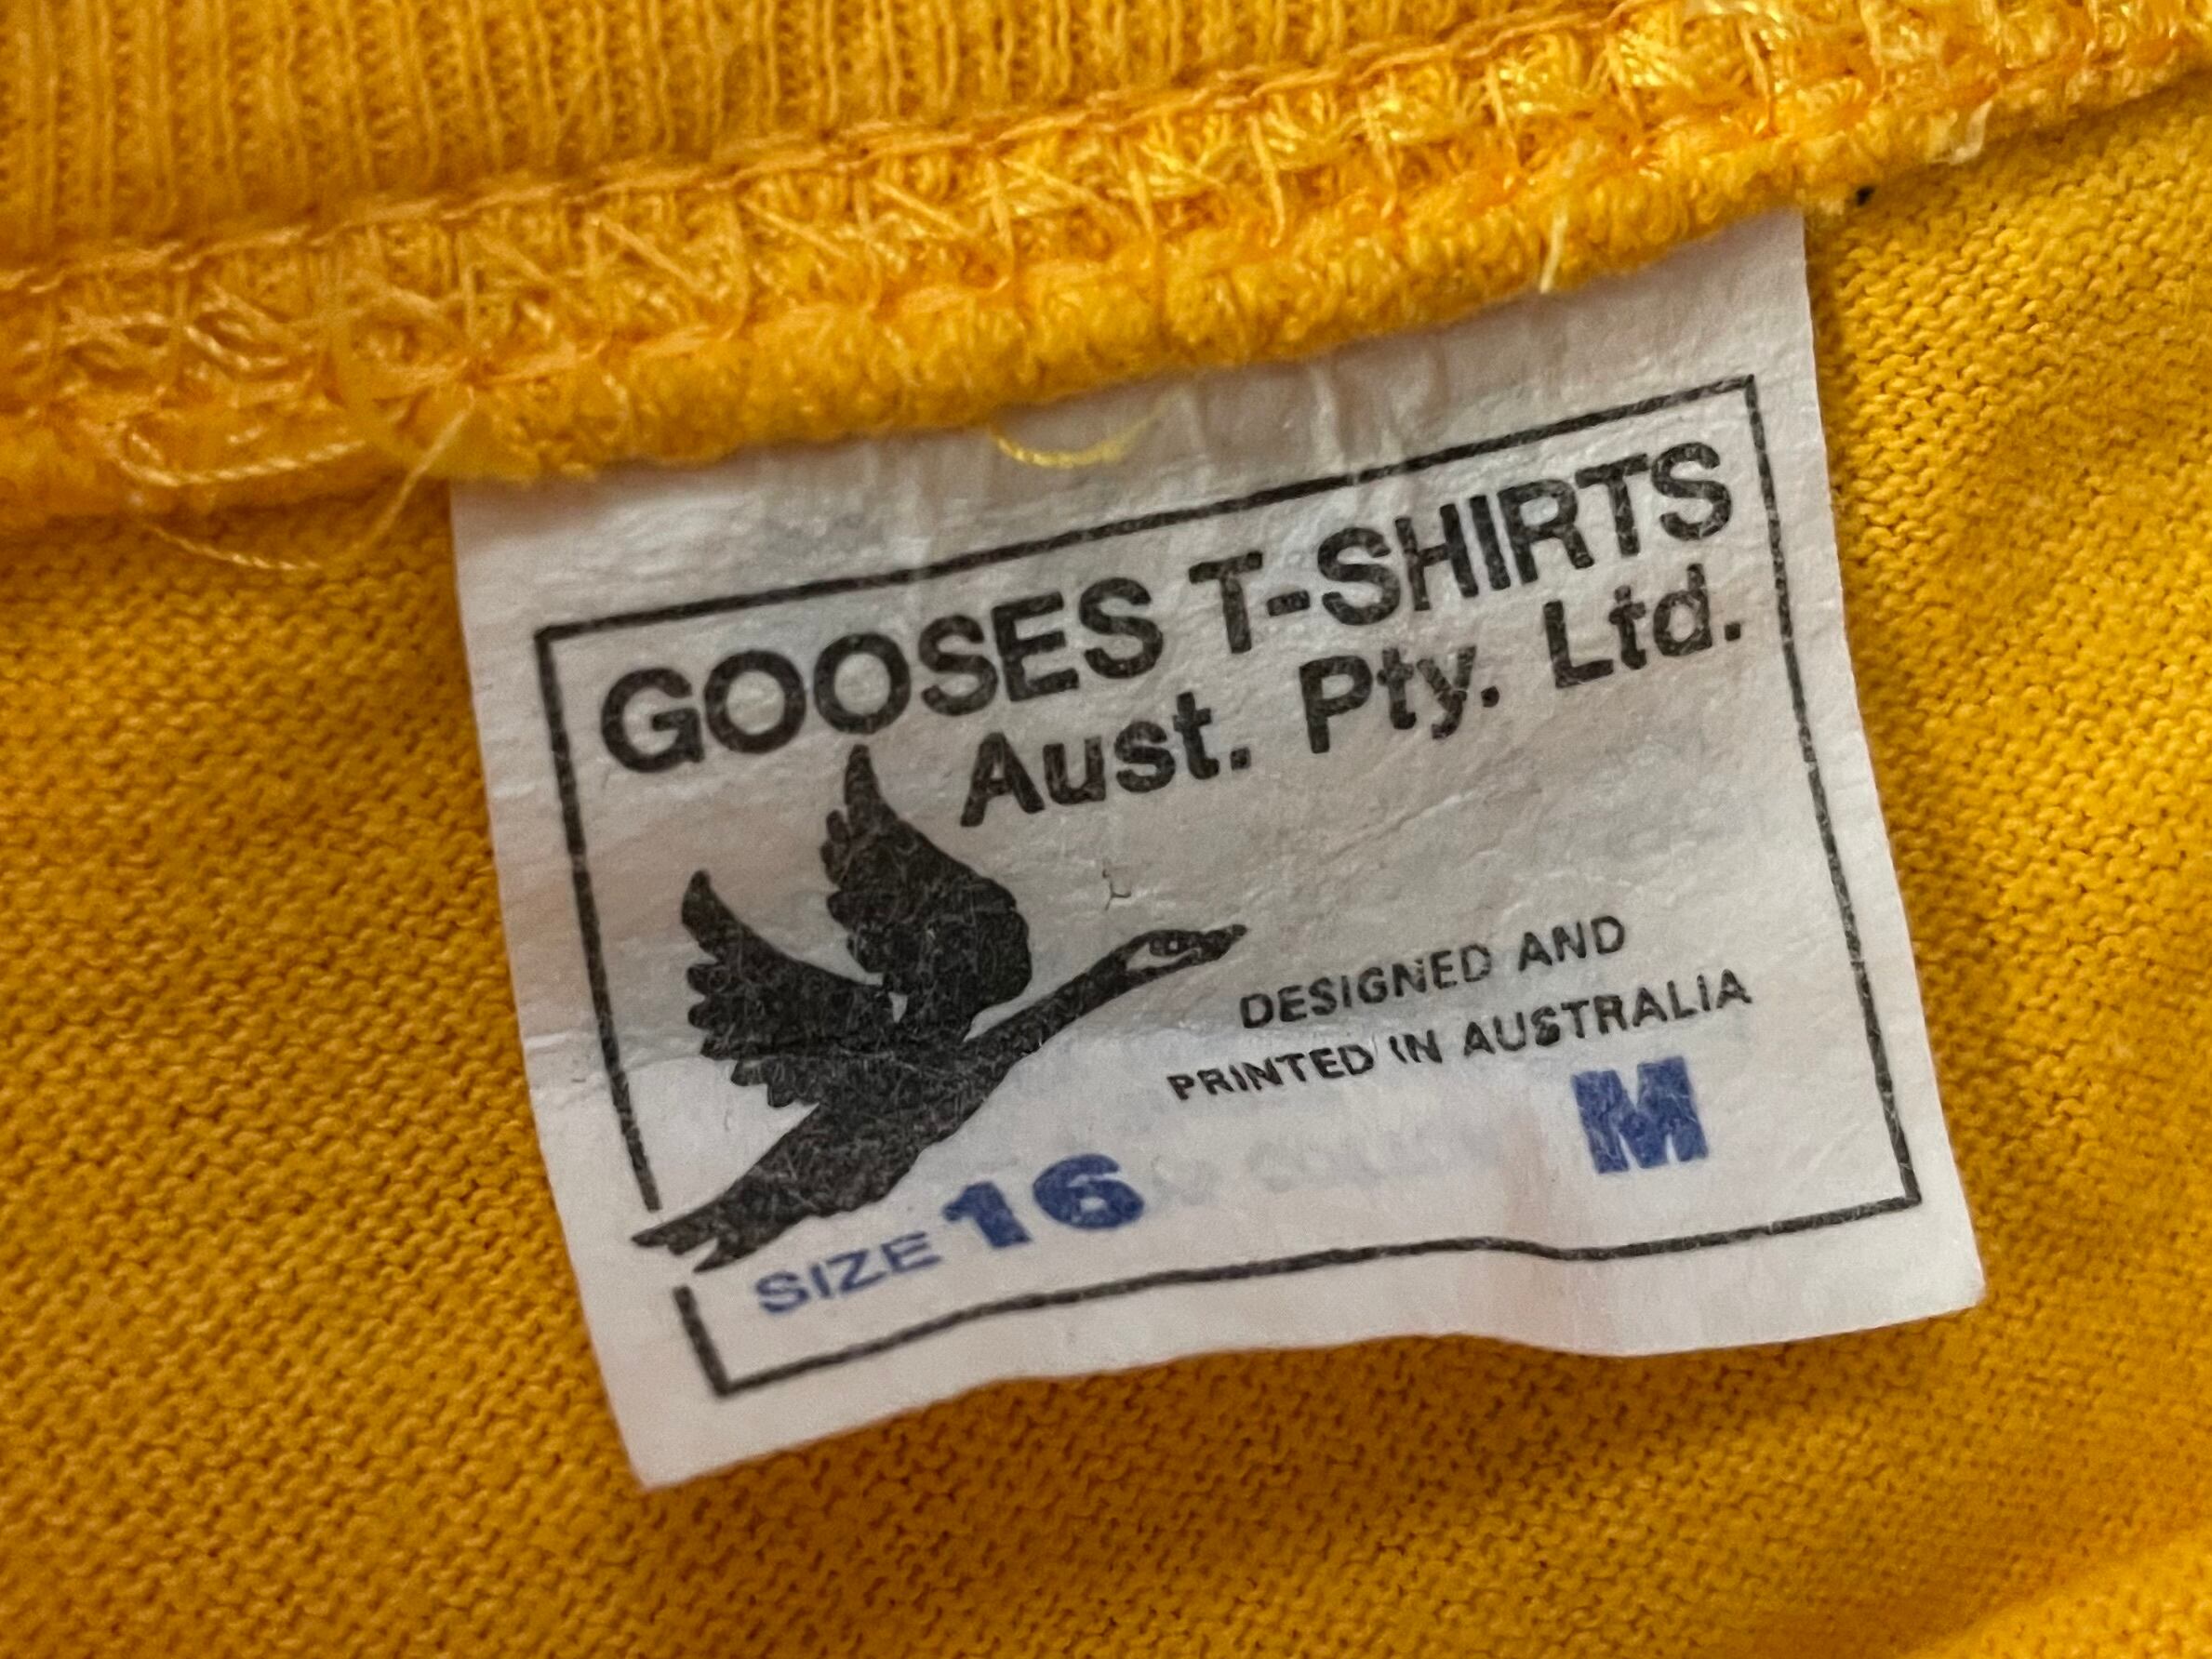 GOOSES T-SHIRTS
Aust. Pty. Ltd.
DESIGNED AND
PRINTED IN AUSTRALIA
SIZE 16 M